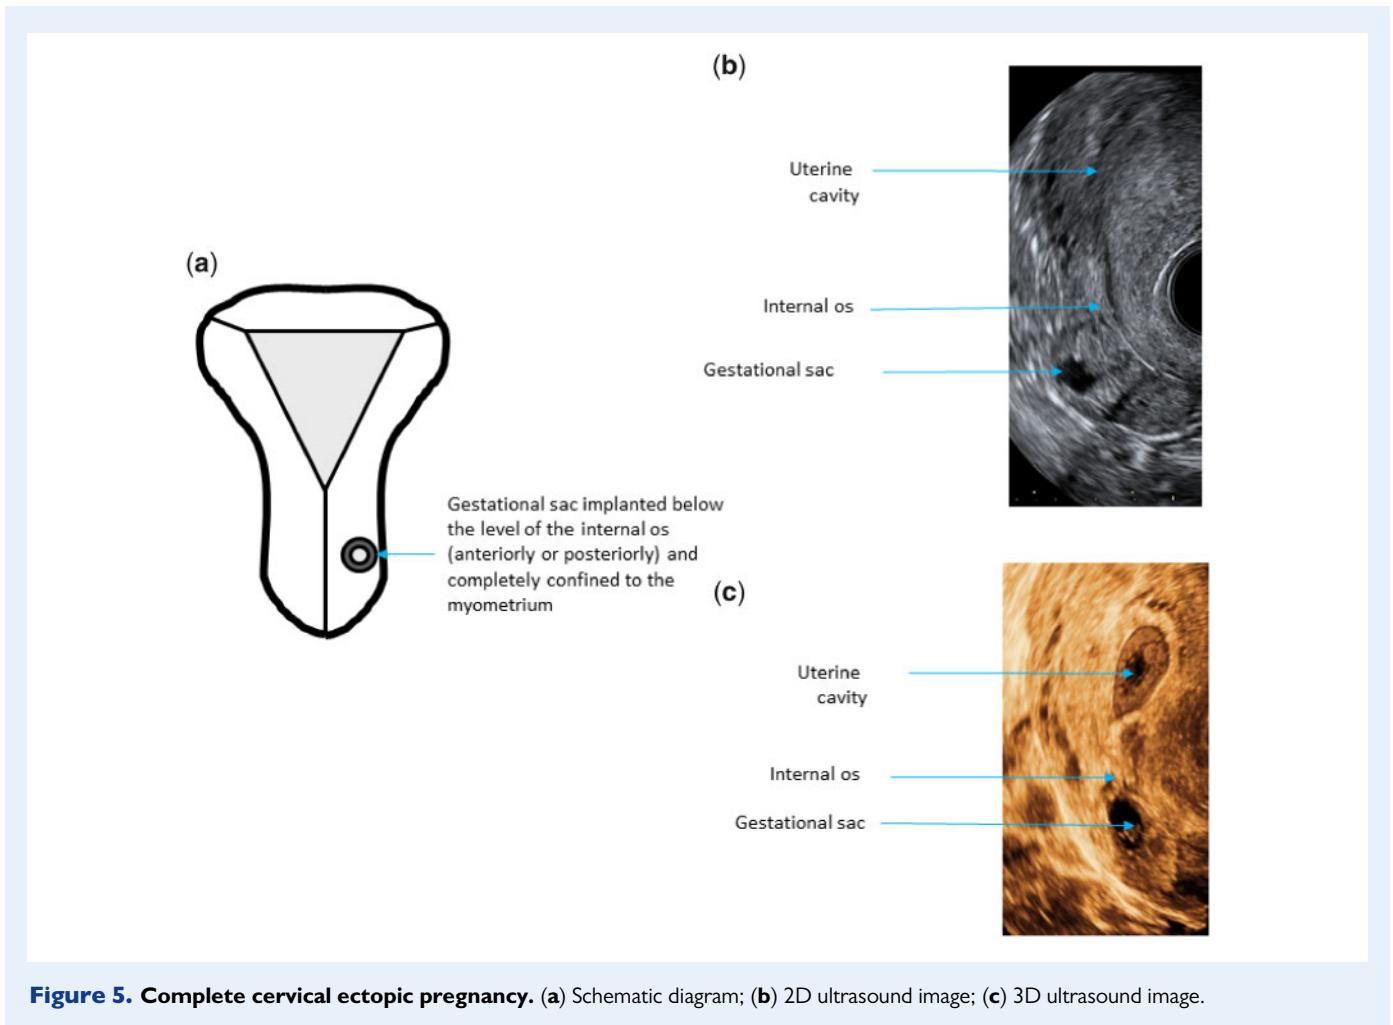 (a)
Gestational sac implanted below
the level of the internal os
(anteriorly or posteriorly) and
completely confined to the
myometrium
(b)
Uterine
cavity
Internal os
Gestational sac
(c)
Uterine
cavity
Internal os
Gestational sac
Figure 5. Complete cervical ectopic pregnancy. (a) Schematic diagram; (b) 2D ultrasound image; (c) 3D ultrasound image.